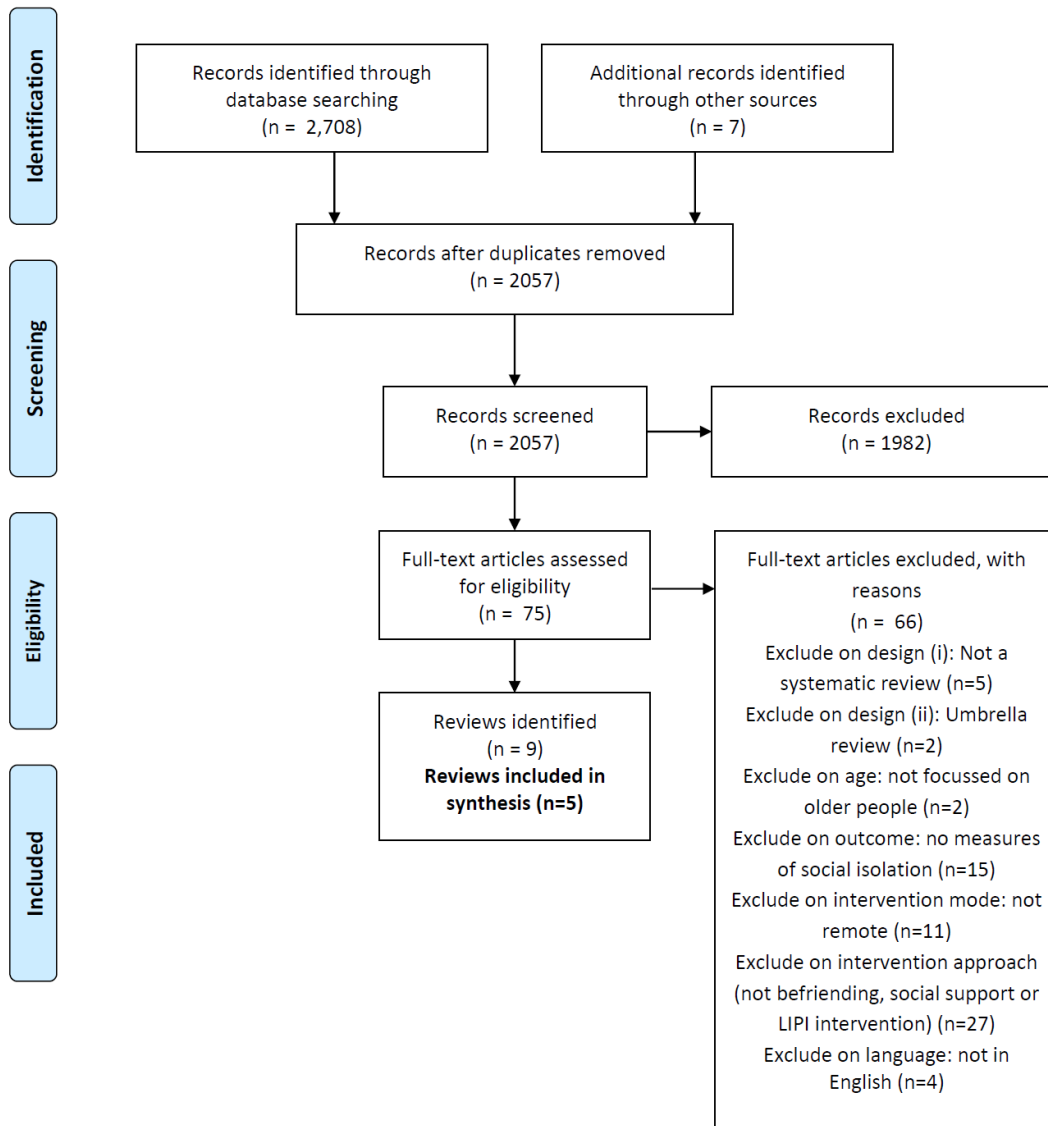 Identification
Records identified through
database searching
(n = 2,708)
Additional records identified
through other sources
(n = 7)
Records after duplicates removed
(n = 2057)
Screening
Records screened
(n = 2057)
Records excluded
(n = 1982)
Eligibility
Full-text articles assessed
for eligibility
(n = 75)
Full-text articles excluded, with
reasons
(n = 66)
Exclude on design (i): Not a
systematic review (n=5)
Exclude on design (ii): Umbrella
review (n=2)
Exclude on age: not focussed on
older people (n=2)
Exclude on outcome: no measures
of social isolation (n=15)
Exclude on intervention mode: not
remote (n=11)
Exclude on intervention approach
(not befriending, social support or
LIPI intervention) (n=27)
Exclude on language: not in
English (n=4)
Included
Reviews identified
(n = 9)
Reviews included in
synthesis (n=5)